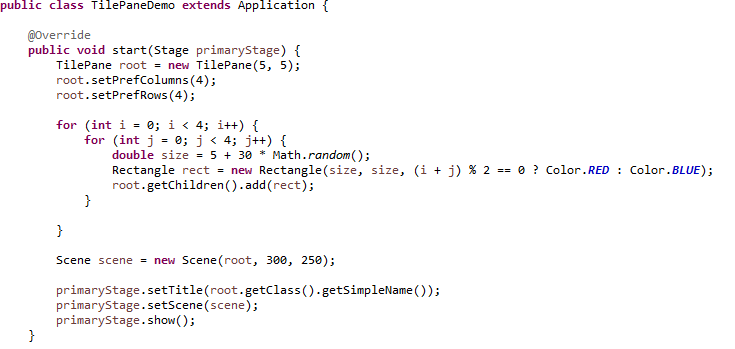 public class TilePaneDemo extends Application {
@Override
public void start(Stage primaryStage) {
TilePane root = new TilePane(5, 5);
root.setPrefColumns(4);
root.setPrefRows(4);
for (int i = 0; i < 4; i++) {
for (int j = 0; j < 4; j++) {
double size = 5 + 30 * Math.random();
Rectangle rect = new Rectangle(size, size, (i + j) % 2 == 0 ? Color.RED : Color.BLUE);
root.getChildren().add(rect);
}
}
Scene scene = new Scene(root, 300, 250);
primaryStage.setTitle(root.getClass().getSimpleName());
primaryStage.setScene(scene);
primaryStage.show();
}